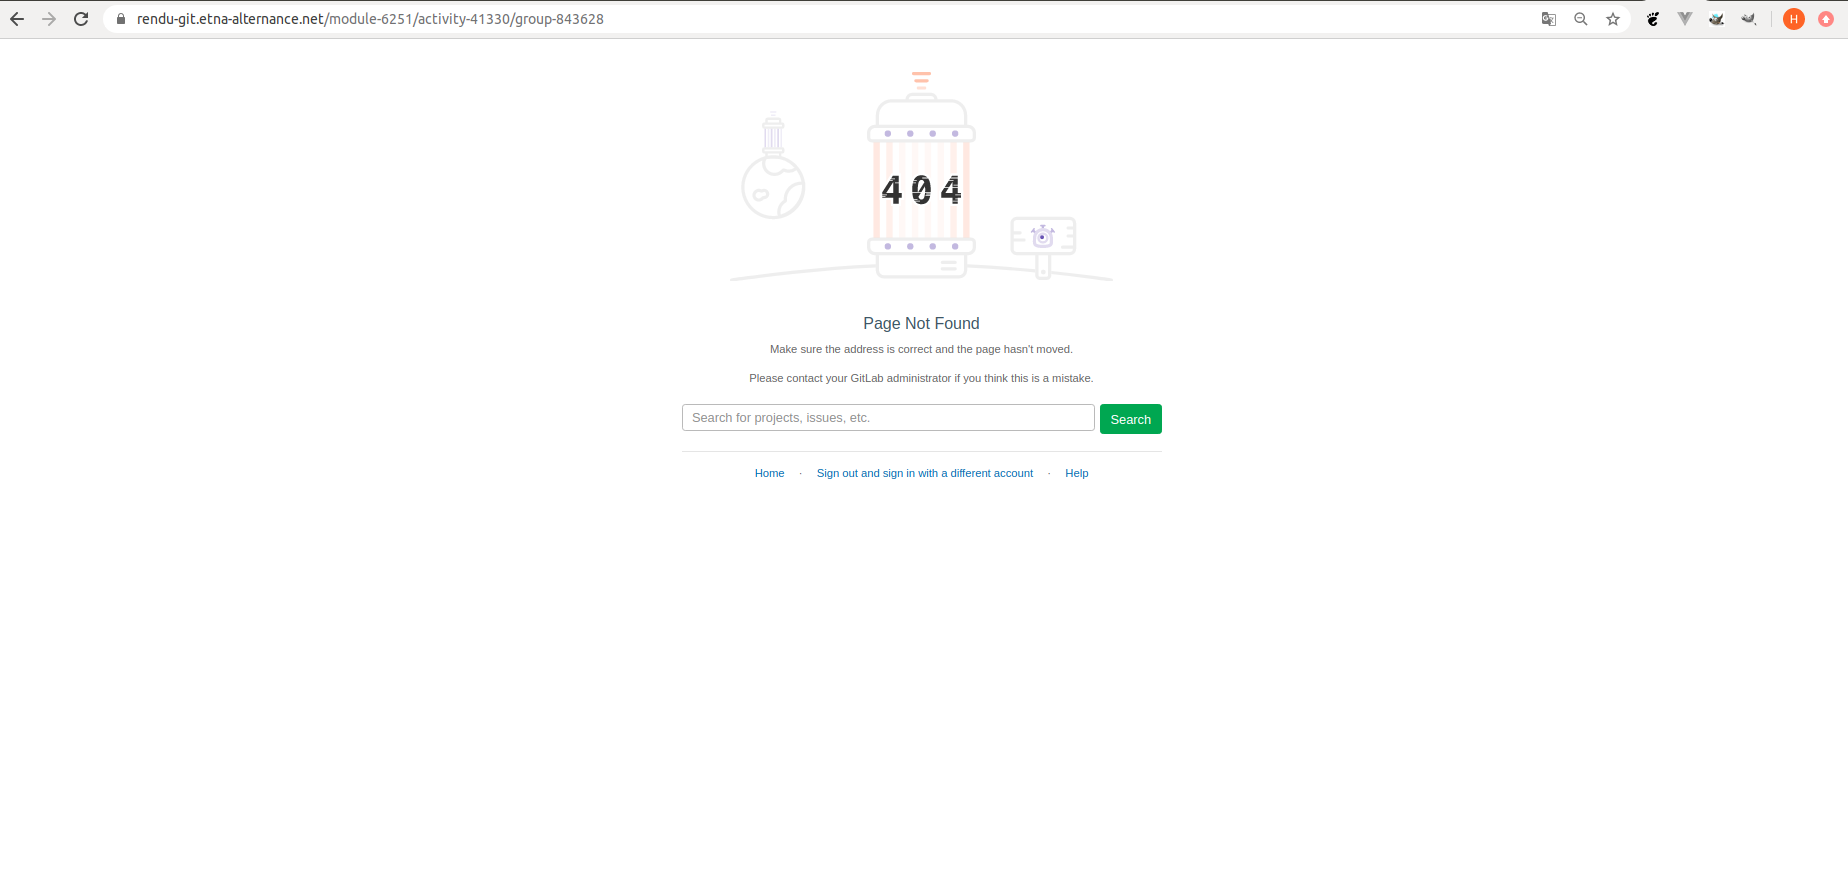 rendu-git.etna-alternance.net/module-6251/activity-41330/group-843628
H
404
Page Not Found
Make sure the address is correct and the page hasn't moved.
Please contact your GitLab administrator if you think this is a mistake.
Search for projects, issues, etc.
Search
Home · Sign out and sign in with a different account · Help